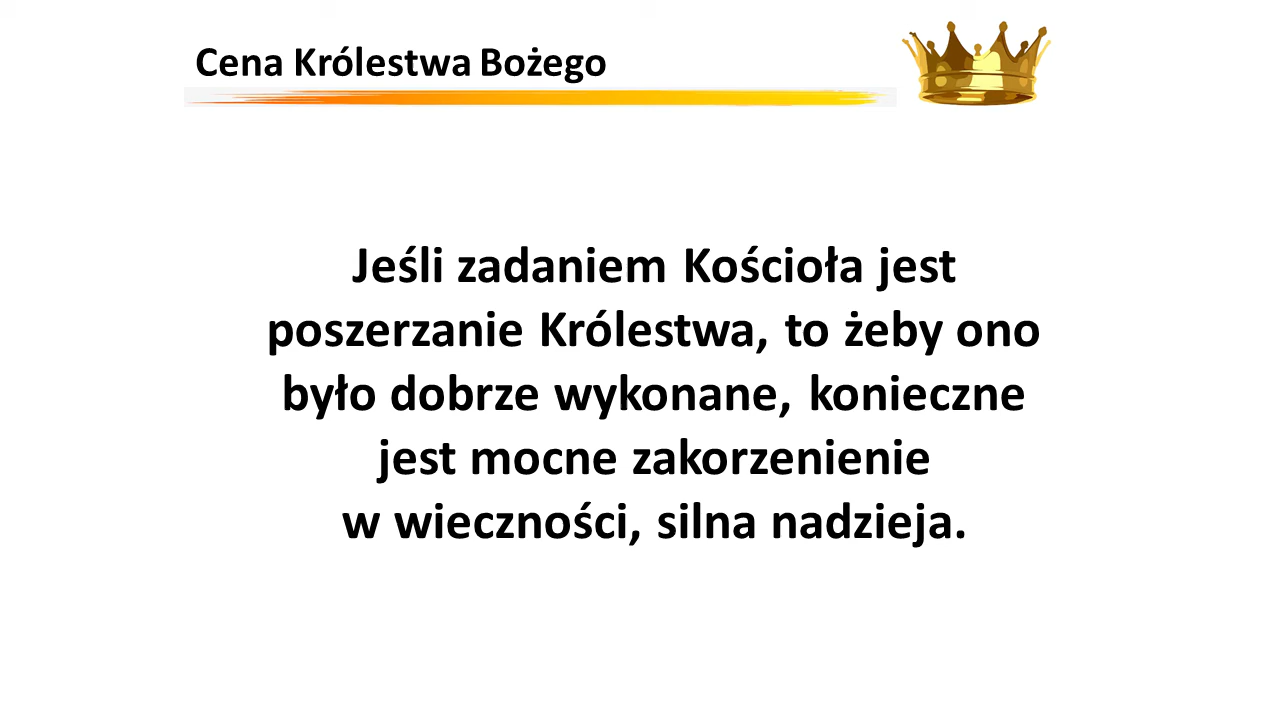 Cena Królestwa Bożego
Jeśli zadaniem Kościoła jest
poszerzanie Królestwa, to żeby ono
było dobrze wykonane, konieczne
jest mocne zakorzenienie
w wieczności, silna nadzieja.